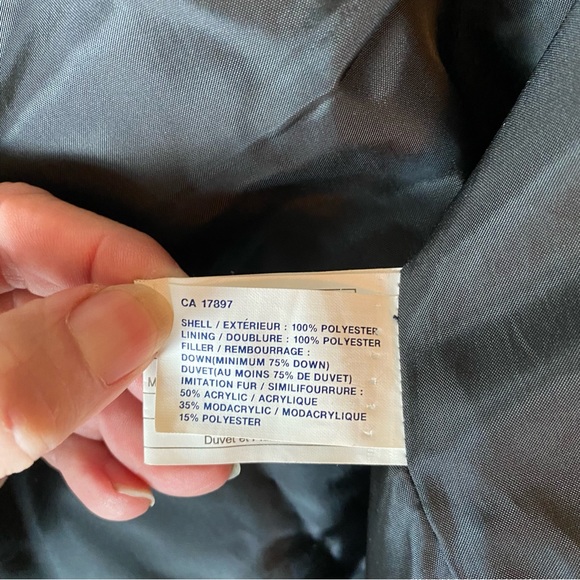 CA 17897
SHELL / EXTÉRIEUR : 100% POLYESTER
LINING / DOUBLURE : 100% POLYESTER
FILLER / REMBOURRAGE :
DOWN(MINIMUM 75% DOWN)
DUVET(AU MOINS 75% DE DUVET)
IMITATION FUR / SIMILIFOURRURE :
50% ACRYLIC / ACRYLIQUE
35% MODACRYLIC / MODACRYLIQUE
15% POLYESTER
Duvet